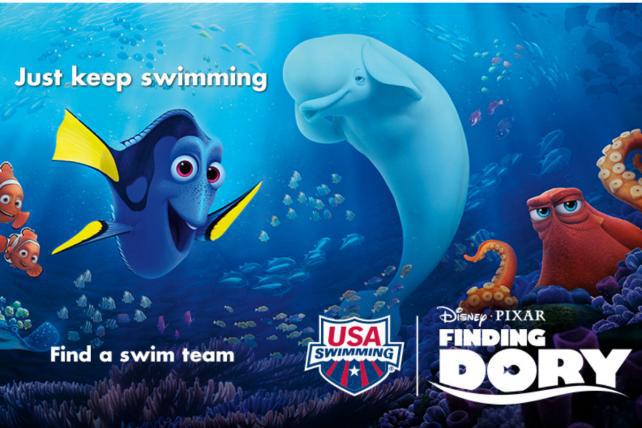 Just keep swimming
Find a swim team
USA
SWIMMING
Disney · PIXAR
FINDING
DORY